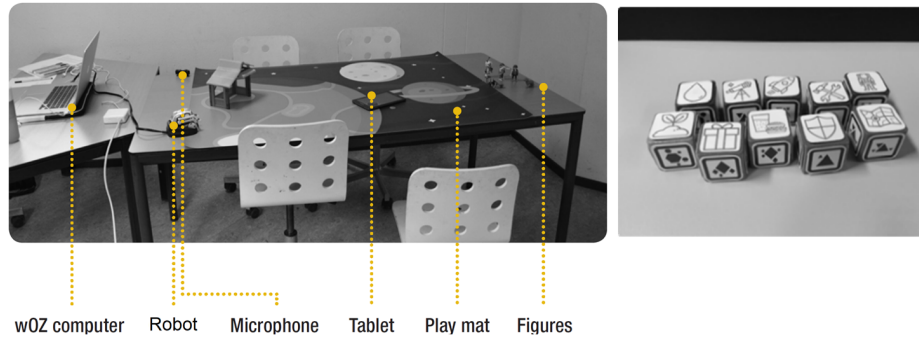 wOZ computer
Robot
Microphone
Tablet
Play mat
Figures